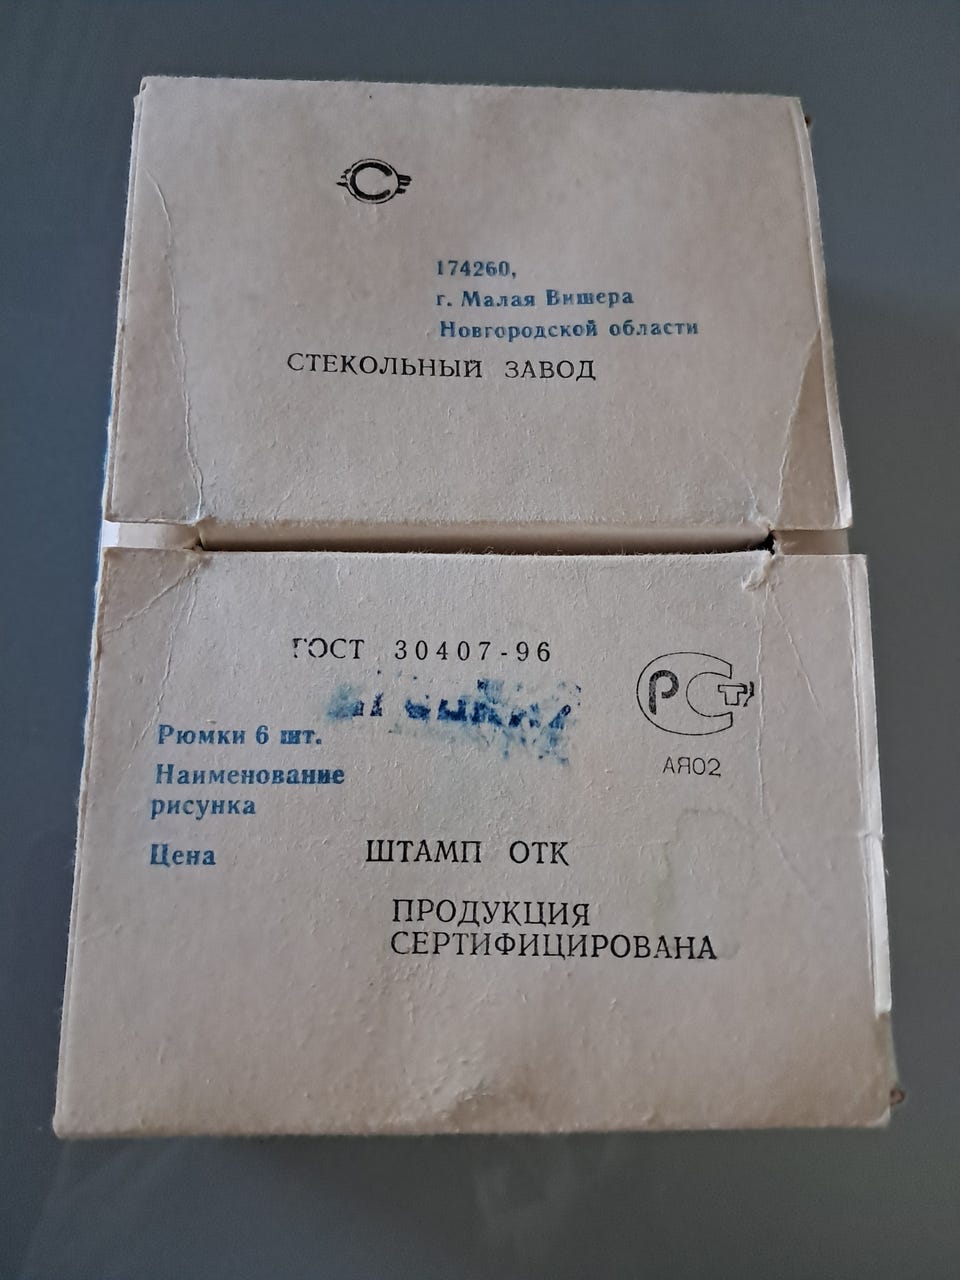 С
174260,
г. Малая Вишера
Новгородской области
СТЕКОЛЬНЫЙ ЗАВОД
ГОСТ 30407-96
РСТ
АЯ02
Рюмки 6 шт.
Наименование
рисунка
Цена
ШТАМП ОТК
ПРОДУКЦИЯ
СЕРТИФИЦИРОВАНА